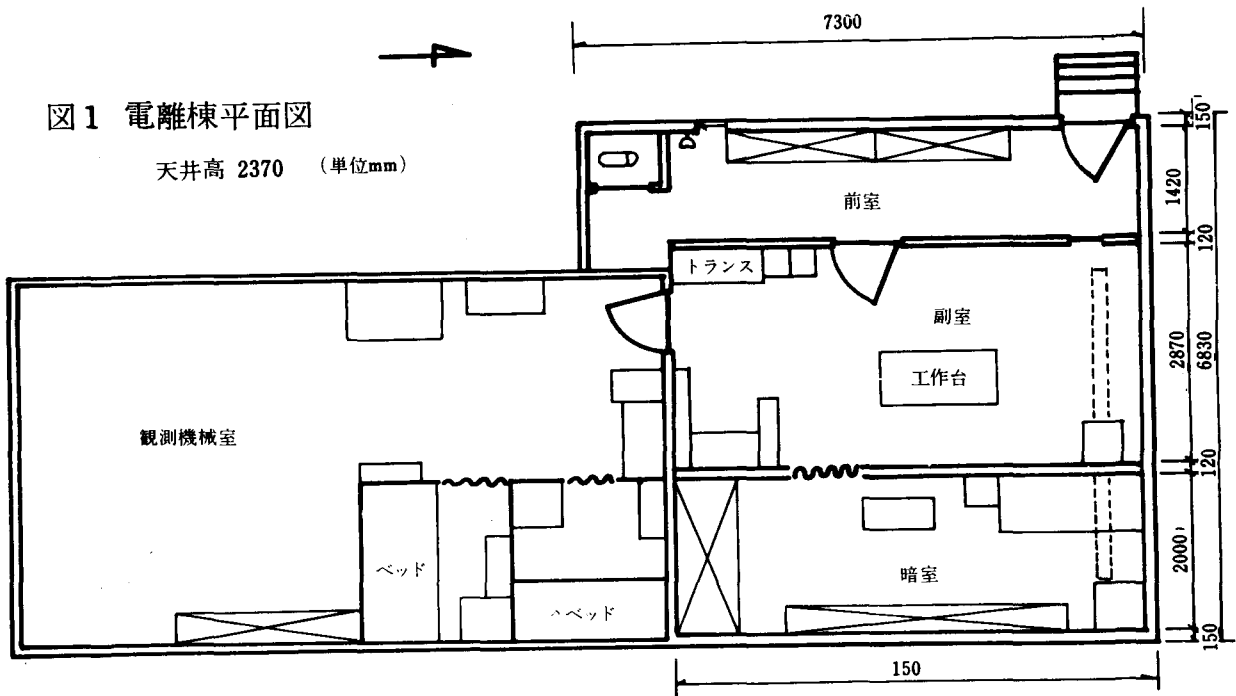 7300
図1 電離棟平面図
天井高 2370 (単位mm)
150
1420
前室
120
トランス
副室
2870
6830
工作台
観測機械室
120
ベッド
暗室
2000
ベッド
150
150